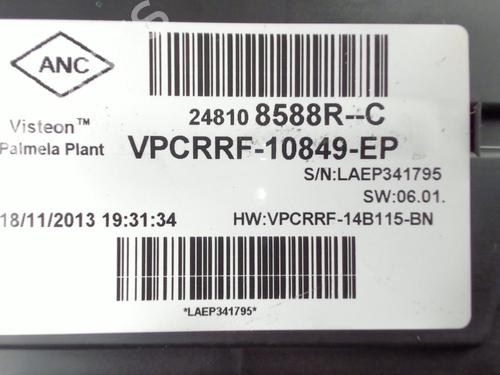 ANC
24810 8588R--C
Visteon™
Palmela Plant
VPCRRF-10849-EP
S/N:LAEP341795
SW:06.01.
18/11/2013 19:31:34
HW:VPCRRF-14B115-BN
*LAEP341795*